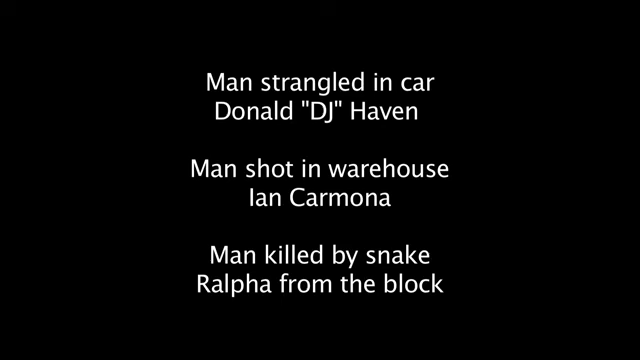 Man strangled in car
Donald "DJ" Haven
Man shot in warehouse
Ian Carmona
Man killed by snake
Ralpha from the block